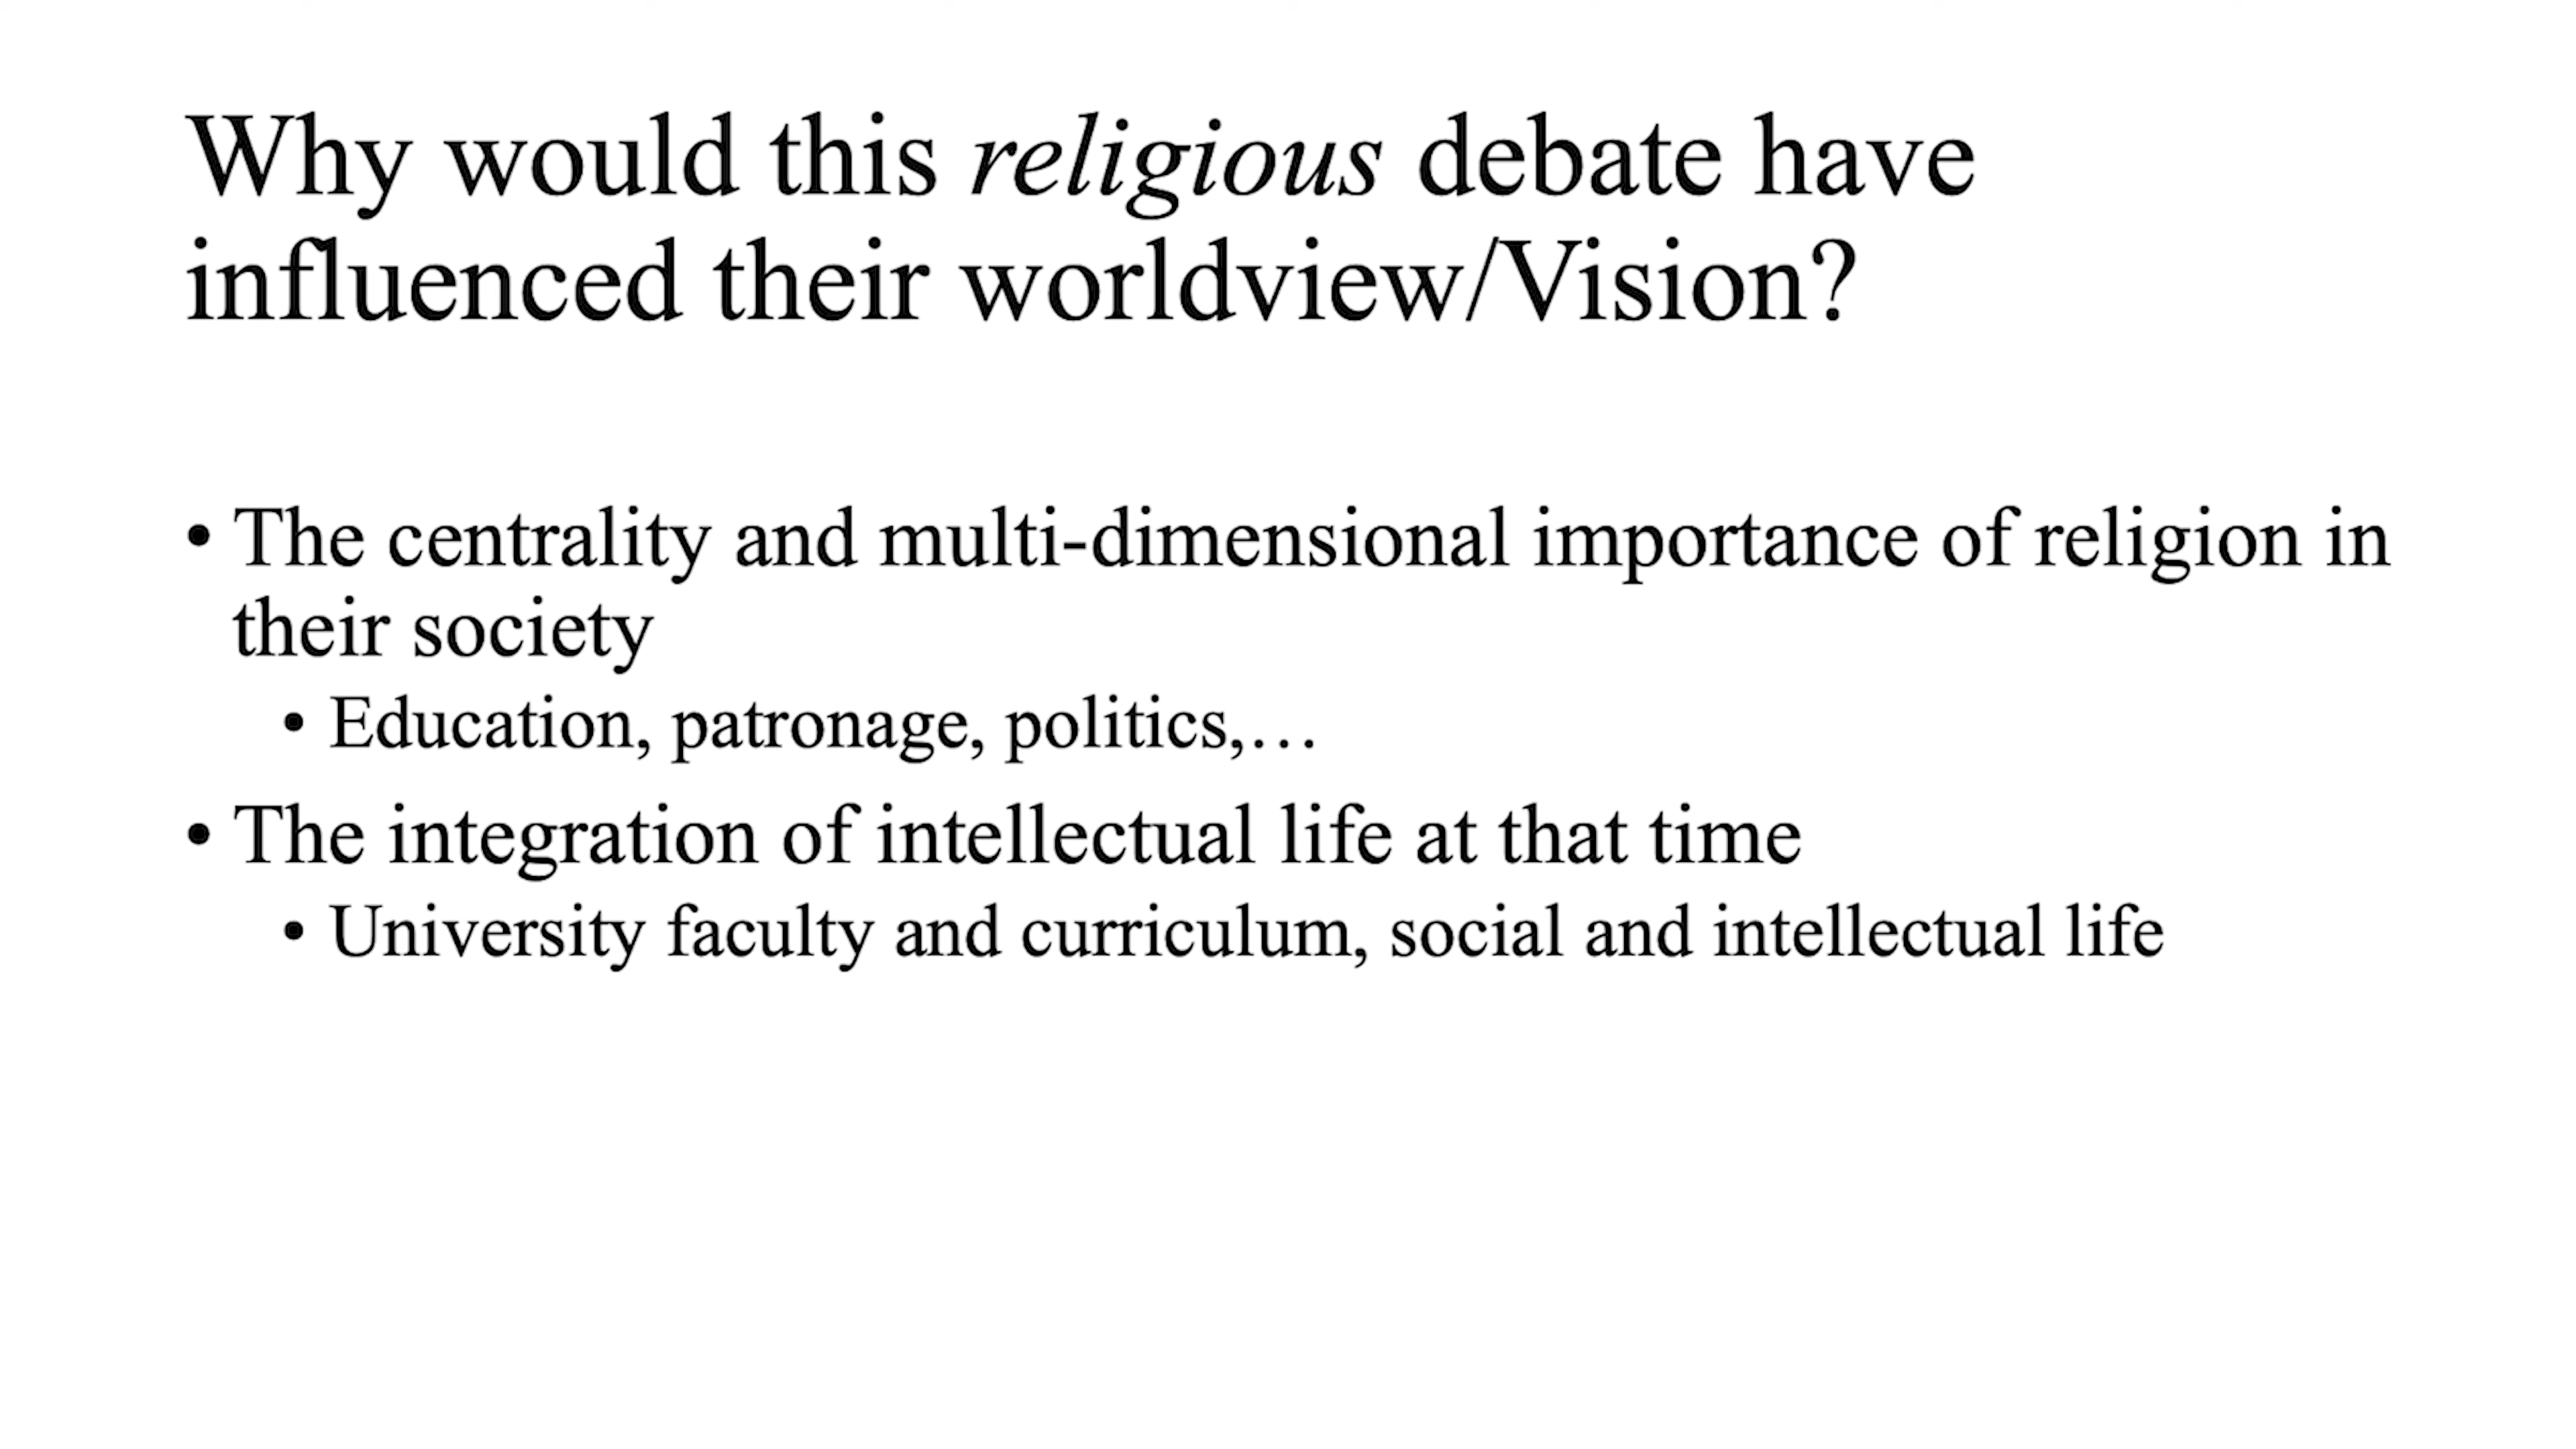 Why would this religious debate have
influenced their worldview/Vision?
• The centrality and multi-dimensional importance of religion in
their society
• Education, patronage, politics,…
• The integration of intellectual life at that time
• University faculty and curriculum, social and intellectual life